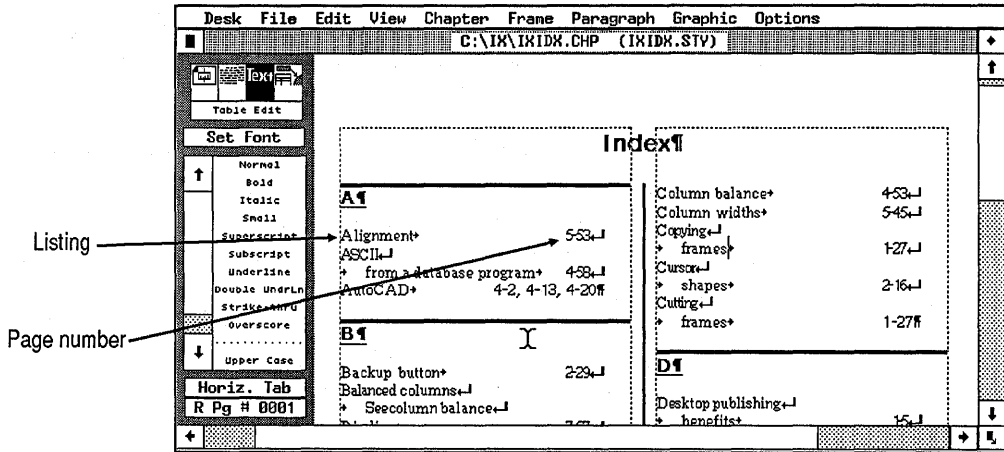 Desk File Edit View Chapter Frame Paragraph Graphic Options
C:\IX\IXIDX.CHP (IXIDX.STY)
Text
Table Edit
Set Font
Normal
Bold
Italic
Small
Superscript
Subscript
Underline
Double UndrLn
Strike-thru
Overscore
Upper Case
Horiz. Tab
R Pg # 0001
Listing
Page number
Index¶
A¶
Alignment 5-53
ASCII
from a database program 4-58
AutoCAD 4-2, 4-13, 4-20¶
B¶
Backup button 2-29
Balanced columns
See column balance
Column balance 4-53
Column widths 5-45
Copying
frames 1-27
Cursor
shapes 2-16
Cutting
frames 1-27¶
D¶
Desktop publishing
benefits 1-5